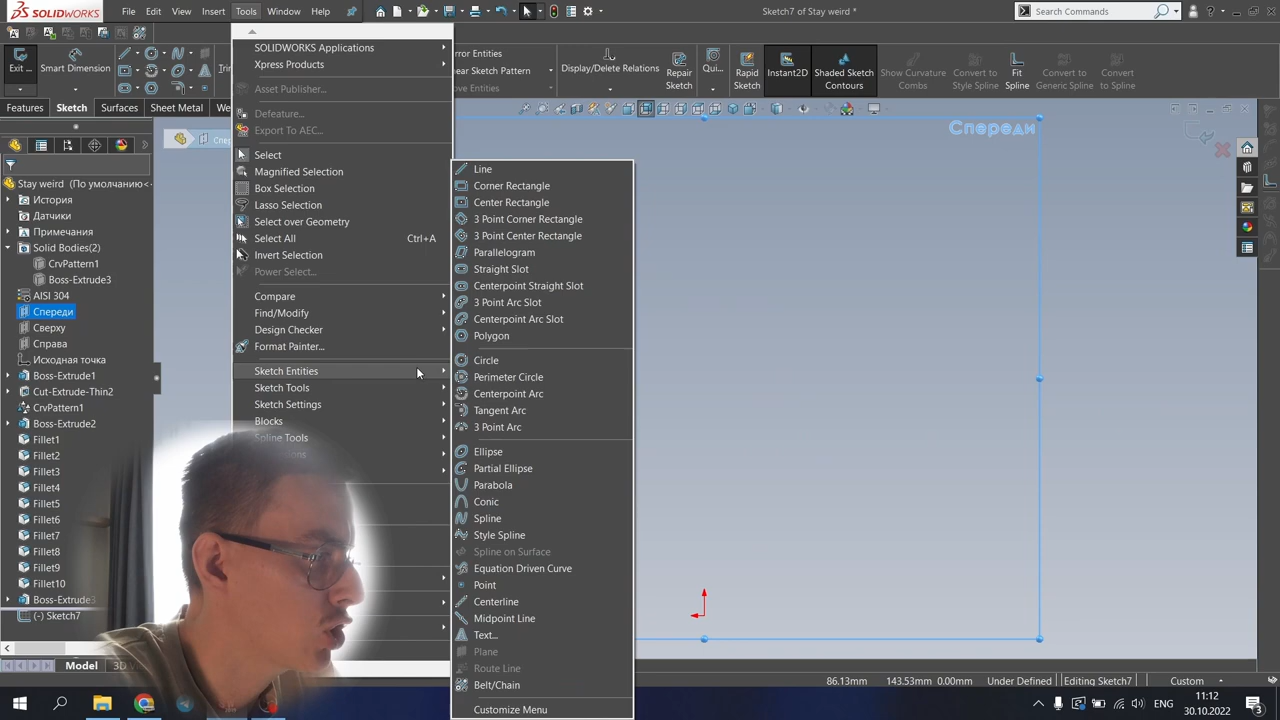 SOLIDWORKS
File
Edit
View
Insert
Tools
Window
Sketch7 of Stay weird *
Search Commands
Exit ...
Smart Dimension
Mirror Entities
Display/Delete Relations
Repair Sketch
Qui...
Rapid Sketch
Instant2D
Shaded Sketch Contours
Show Curvature Combs
Convert to Style Spline
Fit Spline
Convert to Generic Spline
Convert to
Features
Sketch
Surfaces
Sheet Metal
Stay weird (По умолчанию<
История
Датчики
Примечания
Solid Bodies(2)
CrvPattern1
Boss-Extrude3
AISI 304
Спереди
Сверху
Справа
Исходная точка
Boss-Extrude1
Cut-Extrude-Thin2
CrvPattern1
Boss-Extrude2
Fillet1
Fillet2
Fillet3
Fillet4
Fillet5
Fillet6
Fillet7
Fillet8
Fillet9
Fillet10
Boss-Extrude3
(-) Sketch7
SOLIDWORKS Applications
Xpress Products
Asset Publisher...
Defeature...
Export To AEC...
Select
Magnified Selection
Box Selection
Lasso Selection
Select over Geometry
Select All Ctrl+A
Invert Selection
Power Select...
Compare
Find/Modify
Design Checker
Format Painter...
Sketch Entities
Sketch Tools
Sketch Settings
Blocks
Spline Tools
Line
Corner Rectangle
Center Rectangle
3 Point Corner Rectangle
3 Point Center Rectangle
Parallelogram
Straight Slot
Centerpoint Straight Slot
3 Point Arc Slot
Centerpoint Arc Slot
Polygon
Circle
Perimeter Circle
Centerpoint Arc
Tangent Arc
3 Point Arc
Ellipse
Partial Ellipse
Parabola
Conic
Spline
Style Spline
Spline on Surface
Equation Driven Curve
Point
Centerline
Midpoint Line
Text...
Plane
Route Line
Belt/Chain
Customize Menu
Спереди
Model
86.13mm 143.53mm 0.00mm Under Defined Editing Sketch7 Custom
ENG
11:12
30.10.2022